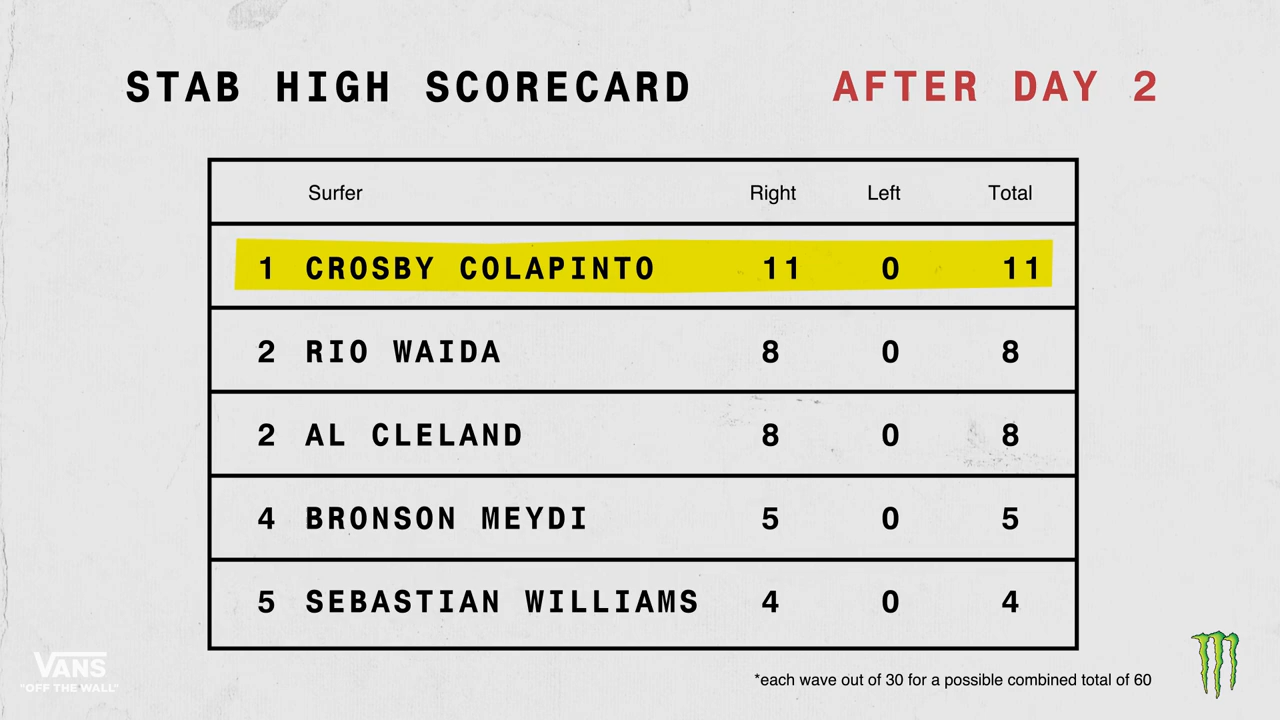 STAB HIGH SCORECARD AFTER DAY 2
Surfer Right Left Total
1 CROSBY COLAPINTO 11 0 11
2 RIO WAIDA 8 0 8
2 AL CLELAND 8 0 8
4 BRONSON MEYDI 5 0 5
5 SEBASTIAN WILLIAMS 4 0 4
VANS
"OFF THE WALL"
*each wave out of 30 for a possible combined total of 60